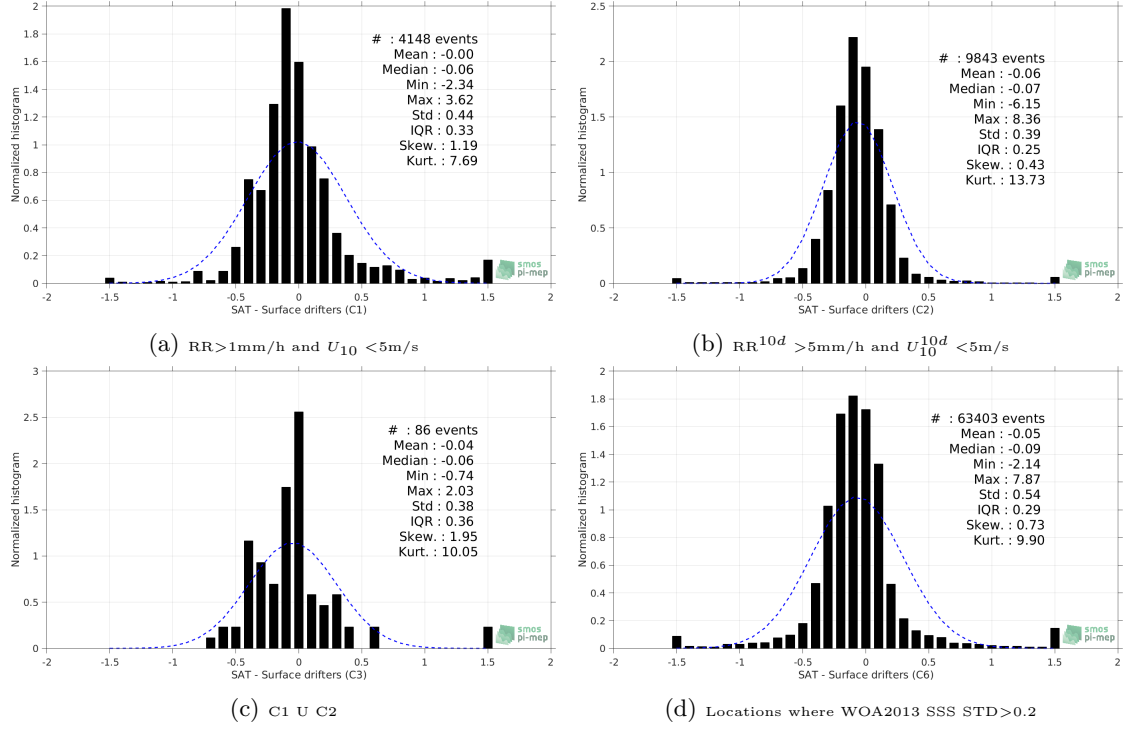 Normalized histogram
2
1.8
1.6
1.4
1.2
1
0.8
0.6
0.4
0.2
0
-2
-1.5
-1
-0.5
0
0.5
1
1.5
2
SAT - Surface drifters (C1)
# : 4148 events
Mean : -0.00
Median : -0.06
Min : -2.34
Max : 3.62
Std : 0.44
IQR : 0.33
Skew. : 1.19
Kurt. : 7.69
smos
pi-mep
(a) RR>1mm/h and U10 <5m/s
Normalized histogram
2.5
2
1.5
1
0.5
0
-2
-1.5
-1
-0.5
0
0.5
1
1.5
2
SAT - Surface drifters (C2)
# : 9843 events
Mean : -0.06
Median : -0.07
Min : -6.15
Max : 8.36
Std : 0.39
IQR : 0.25
Skew. : 0.43
Kurt. : 13.73
smos
pi-mep
(b) RR^10d >5mm/h and U10^10d <5m/s
Normalized histogram
3
2.5
2
1.5
1
0.5
0
-2
-1.5
-1
-0.5
0
0.5
1
1.5
2
SAT - Surface drifters (C3)
# : 86 events
Mean : -0.04
Median : -0.06
Min : -0.74
Max : 2.03
Std : 0.38
IQR : 0.36
Skew. : 1.95
Kurt. : 10.05
smos
pi-mep
(c) C1 U C2
Normalized histogram
2
1.8
1.6
1.4
1.2
1
0.8
0.6
0.4
0.2
0
-2
-1.5
-1
-0.5
0
0.5
1
1.5
2
SAT - Surface drifters (C6)
# : 63403 events
Mean : -0.05
Median : -0.09
Min : -2.14
Max : 7.87
Std : 0.54
IQR : 0.29
Skew. : 0.73
Kurt. : 9.90
smos
pi-mep
(d) Locations where WOA2013 SSS STD>0.2